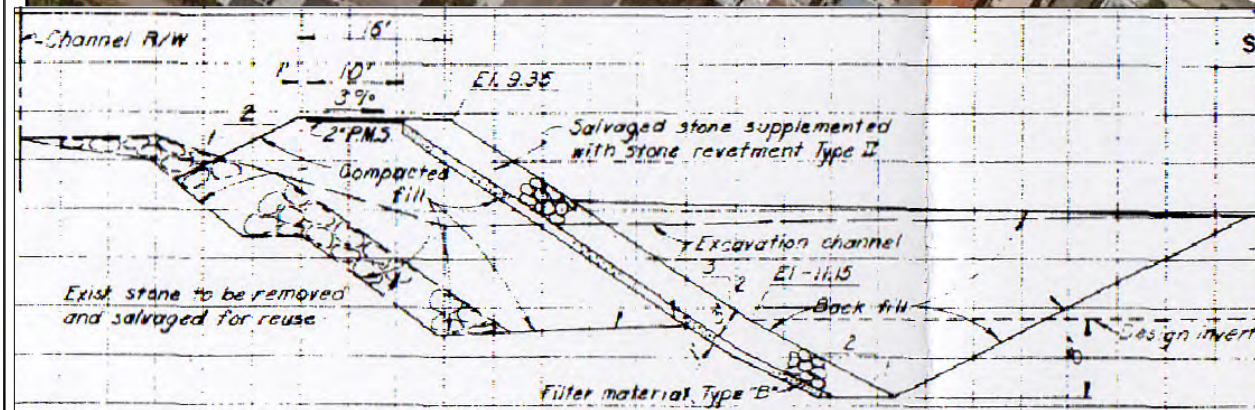 Channel R/W
16'
S
1'
10'
El. 9.35
3%
2
1
2" P.M.S.
Salvaged stone supplemented
with stone revetment Type II
Compacted
fill
Excavation channel
3
2
El -11.15
Exist. stone to be removed
and salvaged for reuse
Back fill
1
2
Design invert
Filter material, Type "B"